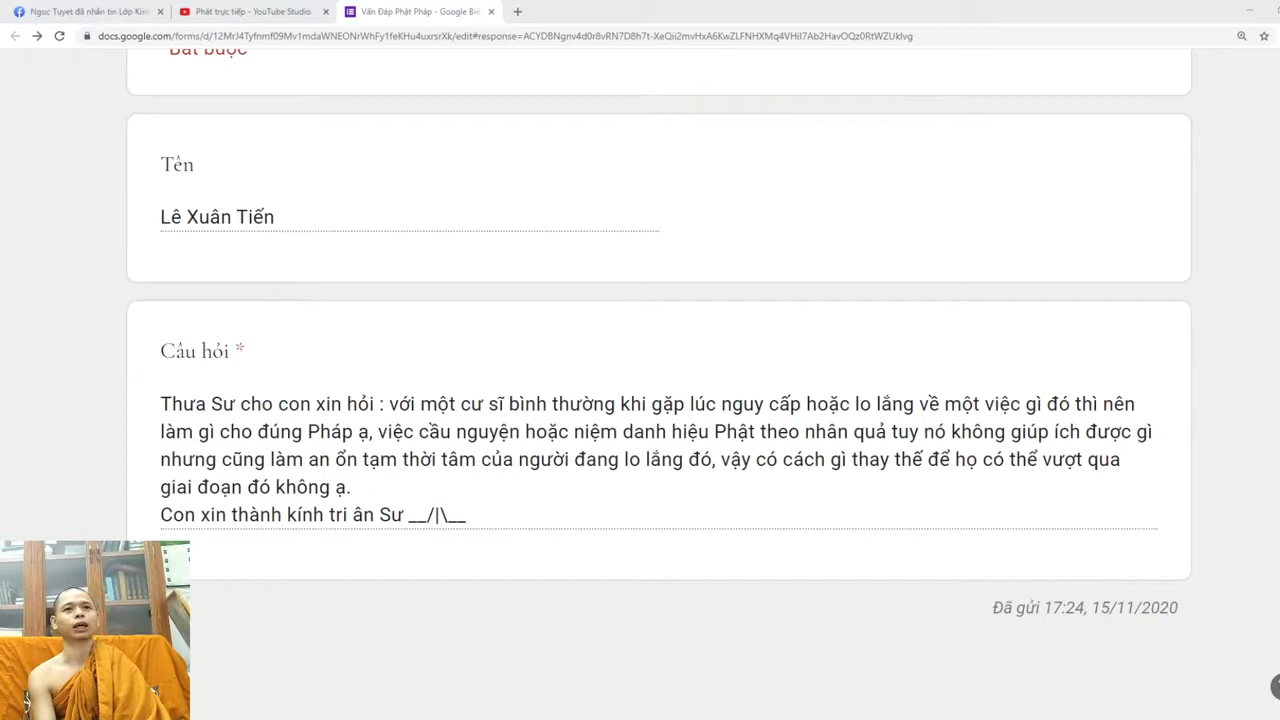 Ngoc Tuyet đã nhắn tin Lớp Kin
Phát trực tiếp - YouTube Studio
Vấn Đáp Phật Pháp - Google Biể
docs.google.com/forms/d/
Bắt buộc
Tên
Lê Xuân Tiến
Câu hỏi *
Thưa Sư cho con xin hỏi : với một cư sĩ bình thường khi gặp lúc nguy cấp hoặc lo lắng về một việc gì đó thì nên
làm gì cho đúng Pháp ạ, việc cầu nguyện hoặc niệm danh hiệu Phật theo nhân quả tuy nó không giúp ích được gì
nhưng cũng làm an ổn tạm thời tâm của người đang lo lắng đó, vậy có cách gì thay thế để họ có thể vượt qua
giai đoạn đó không ạ.
Con xin thành kính tri ân Sư __/|\__
Đã gửi 17:24, 15/11/2020